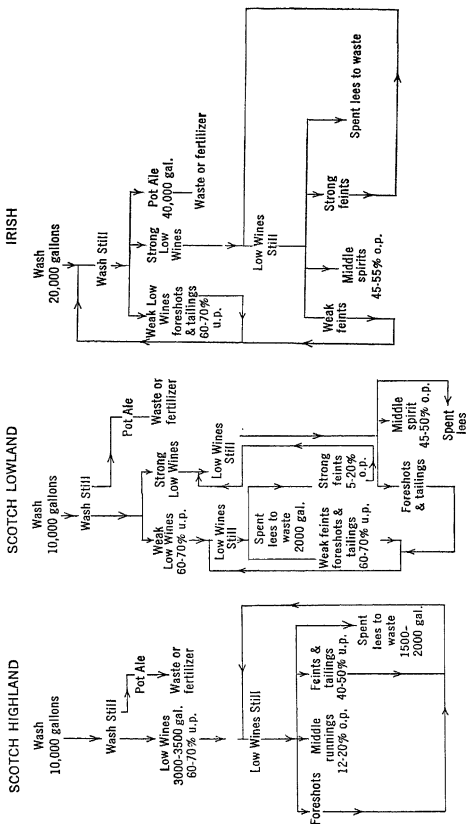 SCOTCH HIGHLAND
Wash
10,000 gallons
Wash Still
Pot Ale
Waste or
fertilizer
Low Wines
3000-3500 gal.
60-70% u.p.
Low Wines Still
Foreshots
Middle
runnings
12-20% o.p.
Feints &
tailings
40-50% u.p.
Spent
lees to
waste
1500-
2000 gal.
SCOTCH LOWLAND
Wash
10,000 gallons
Wash Still
Pot Ale
Waste or
fertilizer
Weak
Low Wines
60-70% u.p.
Strong
Low Wines
Low Wines
Still
Low Wines
Still
Spent
lees to
waste
2000 gal.
Weak feints
foreshots &
tailings
60-70% u.p.
Strong
feints
5-20%
o.p.
Foreshots
& tailings
Middle
spirit
45-50% o.p.
Spent
lees
IRISH
Wash
20,000 gallons
Wash Still
Weak Low
Wines
foreshots
& tailings
60-70%
u.p.
Strong
Low
Wines
Pot Ale
40,000 gal.
Waste or fertilizer
Low Wines
Still
Weak
feints
Middle
spirits
45-55% o.p.
Strong
feints
Spent lees to waste